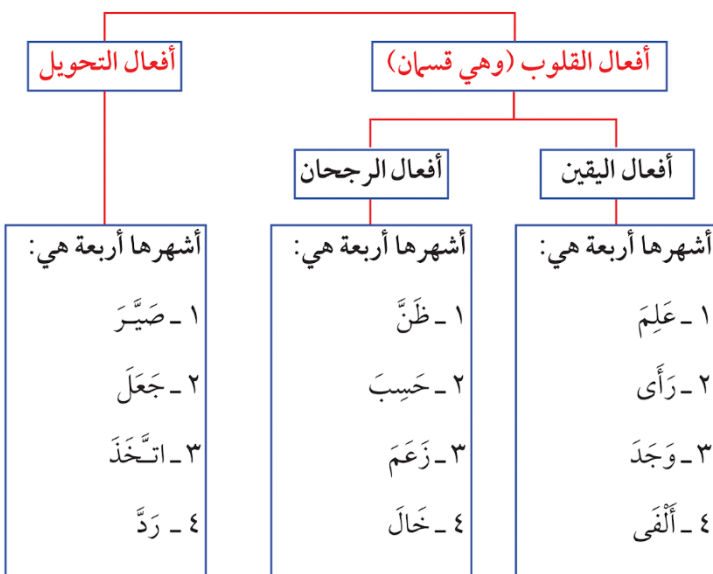 أفعال القلوب (وهي قسمان)
أفعال التحويل
أفعال اليقين
أفعال الرجحان
أشهرها أربعة هي:
١ ـ عَلِمَ
٢ ـ رَأَى
٣ ـ وَجَدَ
٤ ـ أَلْفَى
أشهرها أربعة هي:
١ ـ ظَنَّ
٢ ـ حَسِبَ
٣ ـ زَعَمَ
٤ ـ خَالَ
أشهرها أربعة هي:
١ ـ صَيَّرَ
٢ ـ جَعَلَ
٣ ـ اتَّخَذَ
٤ ـ رَدَّ